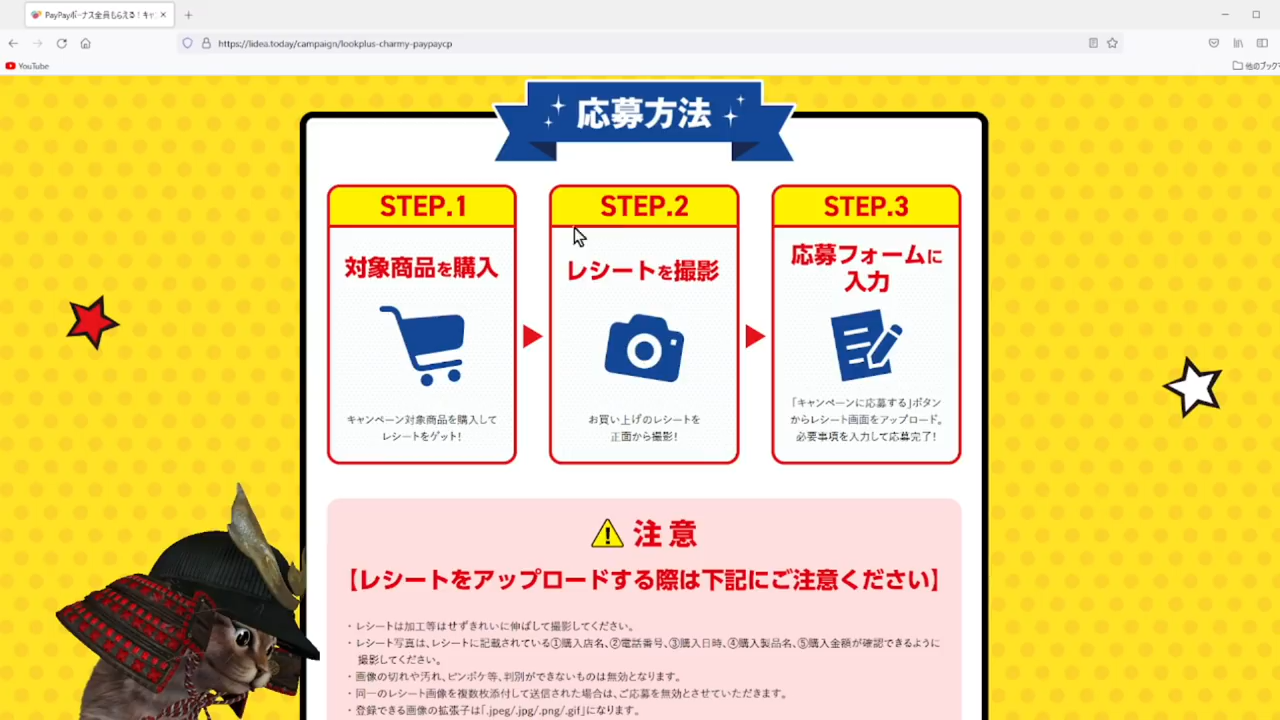 PayPayボーナス全員もらえる！キャ
https://lidea.today/campaign/lookplus-charmy-paypaycp
YouTube
他のブックマ
応募方法
STEP.1
対象商品を購入
キャンペーン対象商品を購入して
レシートをゲット!
STEP.2
レシートを撮影
お買い上げのレシートを
正面から撮影!
STEP.3
応募フォームに
入力
「キャンペーンに応募する」ボタン
からレシート画面をアップロード。
必要事項を入力して応募完了!
注意
【レシートをアップロードする際は下記にご注意ください】
・レシートは加工等はせずきれいに伸ばして撮影してください。
・レシート写真は、レシートに記載されている①購入店名、②電話番号、③購入日時、④購入製品名、⑤購入金額が確認できるように
撮影してください。
・画像の切れや汚れ、ピンボケ等、判別ができないものは無効となります。
・同一のレシート画像を複数枚添付して送信された場合は、ご応募を無効とさせていただきます。
・登録できる画像の拡張子は「.jpeg/.jpg/.png/.gif」になります。